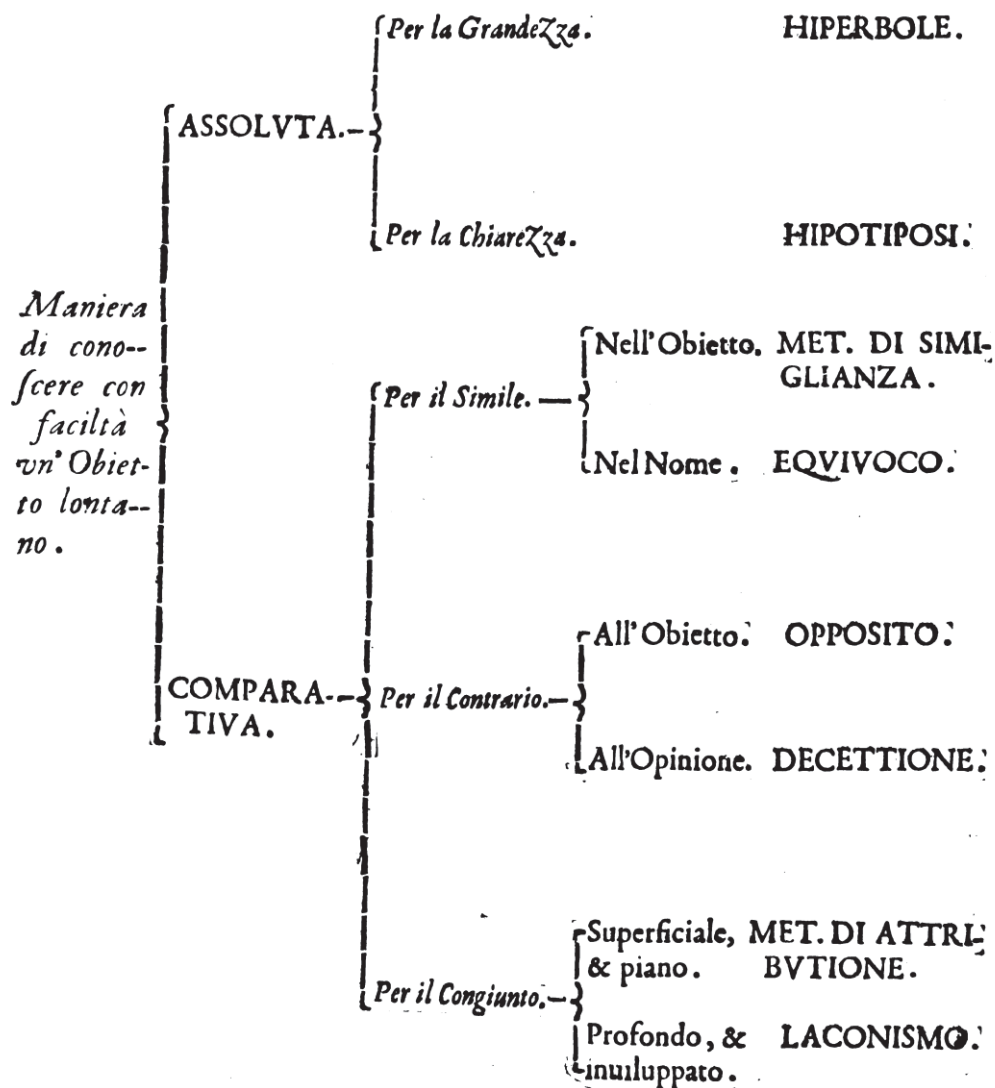 Per la Grandezza. HIPERBOLE.
ASSOLVTA.
Per la Chiarezza. HIPOTIPOSI.
Maniera
di cono--
ſcere con
faciltà
vn' Obiet-
to lonta--
no.
Nell'Obietto. MET. DI SIMI-
GLIANZA.
Per il Simile.
Nel Nome. EQVIVOCO.
All'Obietto. OPPOSITO.
COMPARA-
TIVA.
Per il Contrario.
All'Opinione. DECETTIONE.
Superficiale, MET. DI ATTRI-
& piano. BVTIONE.
Per il Congiunto.
Profondo, & LACONISMO.
inuiluppato.